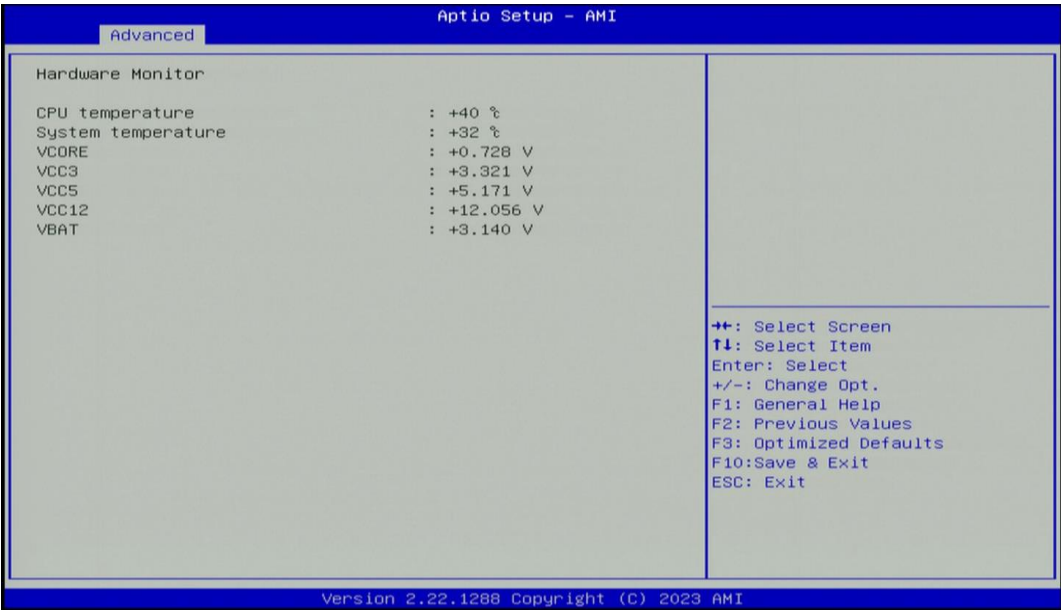 Aptio Setup – AMI
Advanced
Hardware Monitor
CPU temperature : +40 ℃
System temperature : +32 ℃
VCORE : +0.728 V
VCC3 : +3.321 V
VCC5 : +5.171 V
VCC12 : +12.056 V
VBAT : +3.140 V
→←: Select Screen
↑↓: Select Item
Enter: Select
+/-: Change Opt.
F1: General Help
F2: Previous Values
F3: Optimized Defaults
F10:Save & Exit
ESC: Exit
Version 2.22.1288 Copyright (C) 2023 AMI